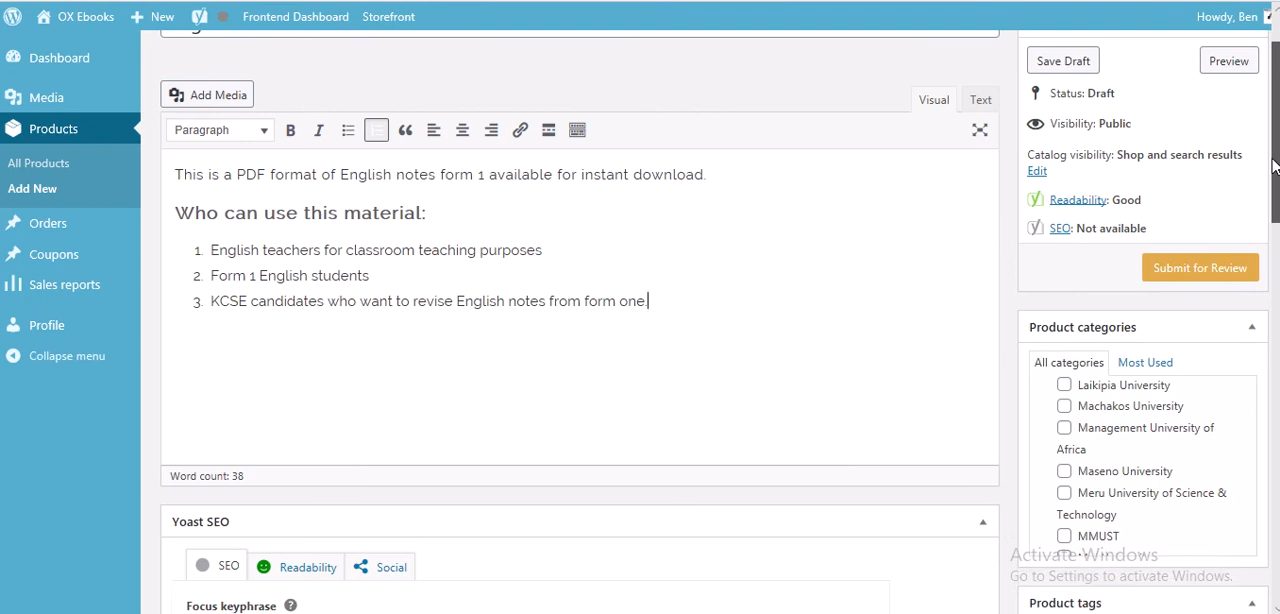 OX Ebooks
New
Frontend Dashboard
Storefront
Howdy, Ben
Dashboard
Media
Products
All Products
Add New
Orders
Coupons
Sales reports
Profile
Collapse menu
Add Media
Visual
Text
Paragraph
This is a PDF format of English notes form 1 available for instant download.
Who can use this material:
1. English teachers for classroom teaching purposes
2. Form 1 English students
3. KCSE candidates who want to revise English notes from form one.
Word count: 38
Yoast SEO
SEO
Readability
Social
Focus keyphrase
Save Draft
Preview
Status: Draft
Visibility: Public
Catalog visibility: Shop and search results
Edit
Readability: Good
SEO: Not available
Submit for Review
Product categories
All categories
Most Used
Laikipia University
Machakos University
Management University of
Africa
Maseno University
Meru University of Science &
Technology
MMUST
Activate Windows
Go to Settings to activate Windows.
Product tags